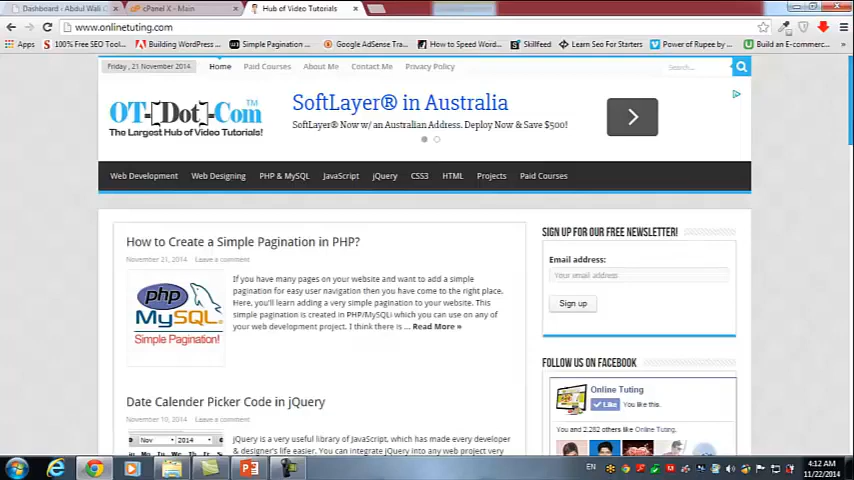 Dashboard - Abdul Wali
cPanel X - Main
Hub of Video Tutorials
www.onlinetuting.com
Apps
100% Free SEO Tool...
Building WordPress...
Simple Pagination ...
Google AdSense Tra...
How to Speed Word...
Skillfeed
Learn Seo For Starters
Power of Rupee by
Build an E-commerc...
Friday , 21 November 2014
Home
Paid Courses
About Me
Contact Me
Privacy Policy
Search...
OT-[Dot]-Com™
The Largest Hub of Video Tutorials!
SoftLayer® in Australia
SoftLayer® Now w/ an Australian Address. Deploy Now & Save $500!
Web Development
Web Designing
PHP & MySQL
JavaScript
jQuery
CSS3
HTML
Projects
Paid Courses
How to Create a Simple Pagination in PHP?
November 21, 2014
Leave a comment
php
MySQL
Simple Pagination!
If you have many pages on your website and want to add a simple
pagination for easy user navigation then you have come to the right place.
Here, you'll learn adding a very simple pagination to your website. This
simple pagination is created in PHP/MySQLi which you can use on any of
your web development project. I think there is ... Read More »
Date Calender Picker Code in jQuery
November 10, 2014
Leave a comment
Nov
2014
jQuery is a very useful library of JavaScript, which has made every developer
& designer's life easier. You can integrate jQuery into any web property very
SIGN UP FOR OUR FREE NEWSLETTER!
Email address:
Your email address
Sign up
FOLLOW US ON FACEBOOK
Online Tuting
Like
You like this.
You and 2,282 others like Online Tuting.
EN
4:12 AM
11/22/2014